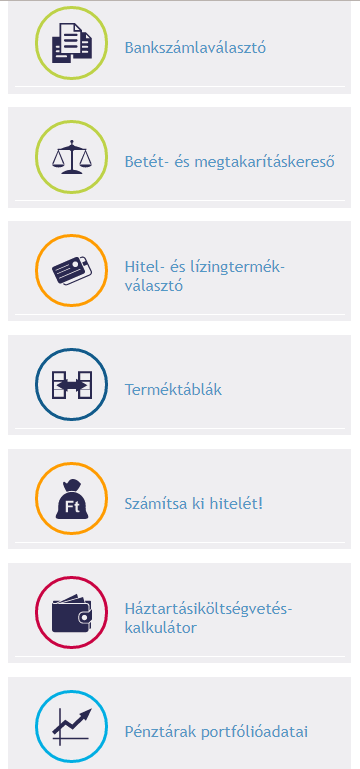 Bankszámlaválasztó
Betét- és megtakarításkereső
Hitel- és lízingtermék-
választó
Terméktáblák
Ft
Számítsa ki hitelét!
Háztartásiköltségvetés-
kalkulátor
Pénztárak portfólióadatai